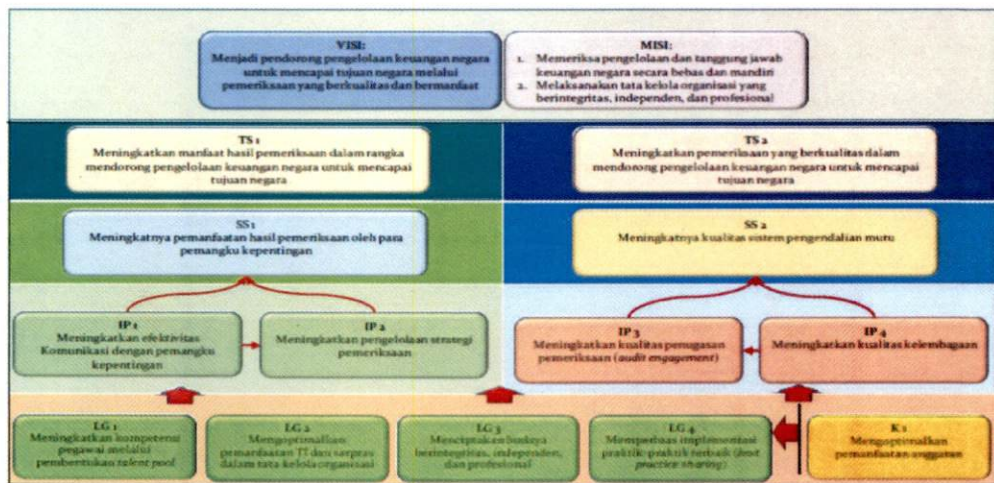 VISI:
Menjadi pendorong pengelolaan keuangan negara
untuk mencapai tujuan negara melalui
pemeriksaan yang berkualitas dan bermanfaat
MISI:
1. Memeriksa pengelolaan dan tanggung jawab
keuangan negara secara bebas dan mandiri
2. Melaksanakan tata kelola organisasi yang
berintegritas, independen, dan profesional
TS 1
Meningkatkan manfaat hasil pemeriksaan dalam rangka
mendorong pengelolaan keuangan negara untuk mencapai
tujuan negara
TS 2
Meningkatkan pemeriksaan yang berkualitas dalam
mendorong pengelolaan keuangan negara untuk mencapai
tujuan negara
SS 1
Meningkatnya pemanfaatan hasil pemeriksaan oleh para
pemangku kepentingan
SS 2
Meningkatnya kualitas sistem pengendalian mutu
IP 1
Meningkatkan efektivitas
Komunikasi dengan pemangku
kepentingan
IP 2
Meningkatkan pengelolaan strategi
pemeriksaan
IP 3
Meningkatkan kualitas penugasan
pemeriksaan (audit engagement)
IP 4
Meningkatkan kualitas kelembagaan
LG 1
Meningkatkan kompetensi
pegawai melalui
pembentukan talent pool
LG 2
Mengoptimalkan
pemanfaatan TI dan sarpras
dalam tata kelola organisasi
LG 3
Menciptakan budaya
berintegritas, independen,
dan profesional
LG 4
Memperluas implementasi
praktik-praktik terbaik (best
practice sharing)
K 1
Mengoptimalkan
pemanfaatan anggaran